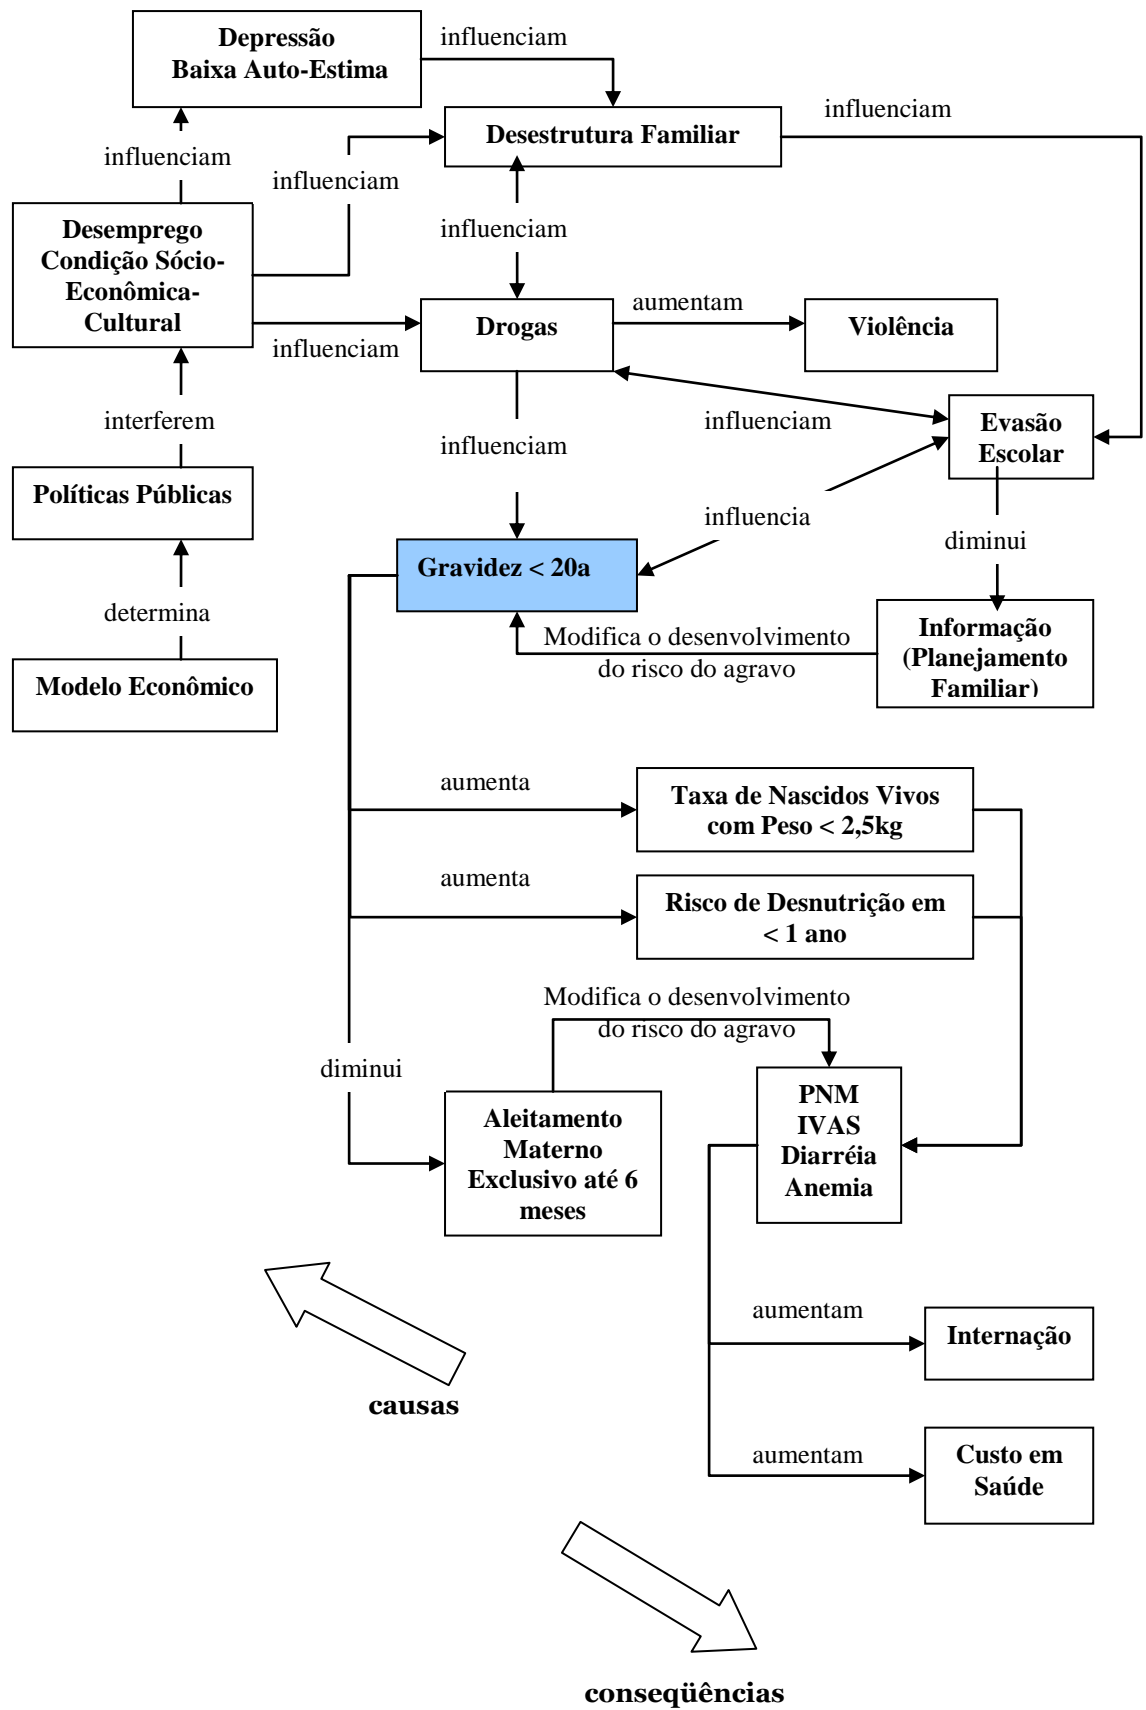 Depressão
Baixa Auto-Estima
influenciam
Desestrutura Familiar
influenciam
influenciam
influenciam
Desemprego
Condição Sócio-
Econômica-
Cultural
influenciam
Drogas
aumentam
Violência
influenciam
interferem
influenciam
influenciam
Evasão
Escolar
Políticas Públicas
influencia
diminui
Gravidez < 20a
determina
Modifica o desenvolvimento
do risco do agravo
Informação
(Planejamento
Familiar)
Modelo Econômico
aumenta
Taxa de Nascidos Vivos
com Peso < 2,5kg
aumenta
Risco de Desnutrição em
< 1 ano
Modifica o desenvolvimento
do risco do agravo
diminui
Aleitamento
Materno
Exclusivo até 6
meses
PNM
IVAS
Diarréia
Anemia
aumentam
Internação
causas
aumentam
Custo em
Saúde
conseqüências